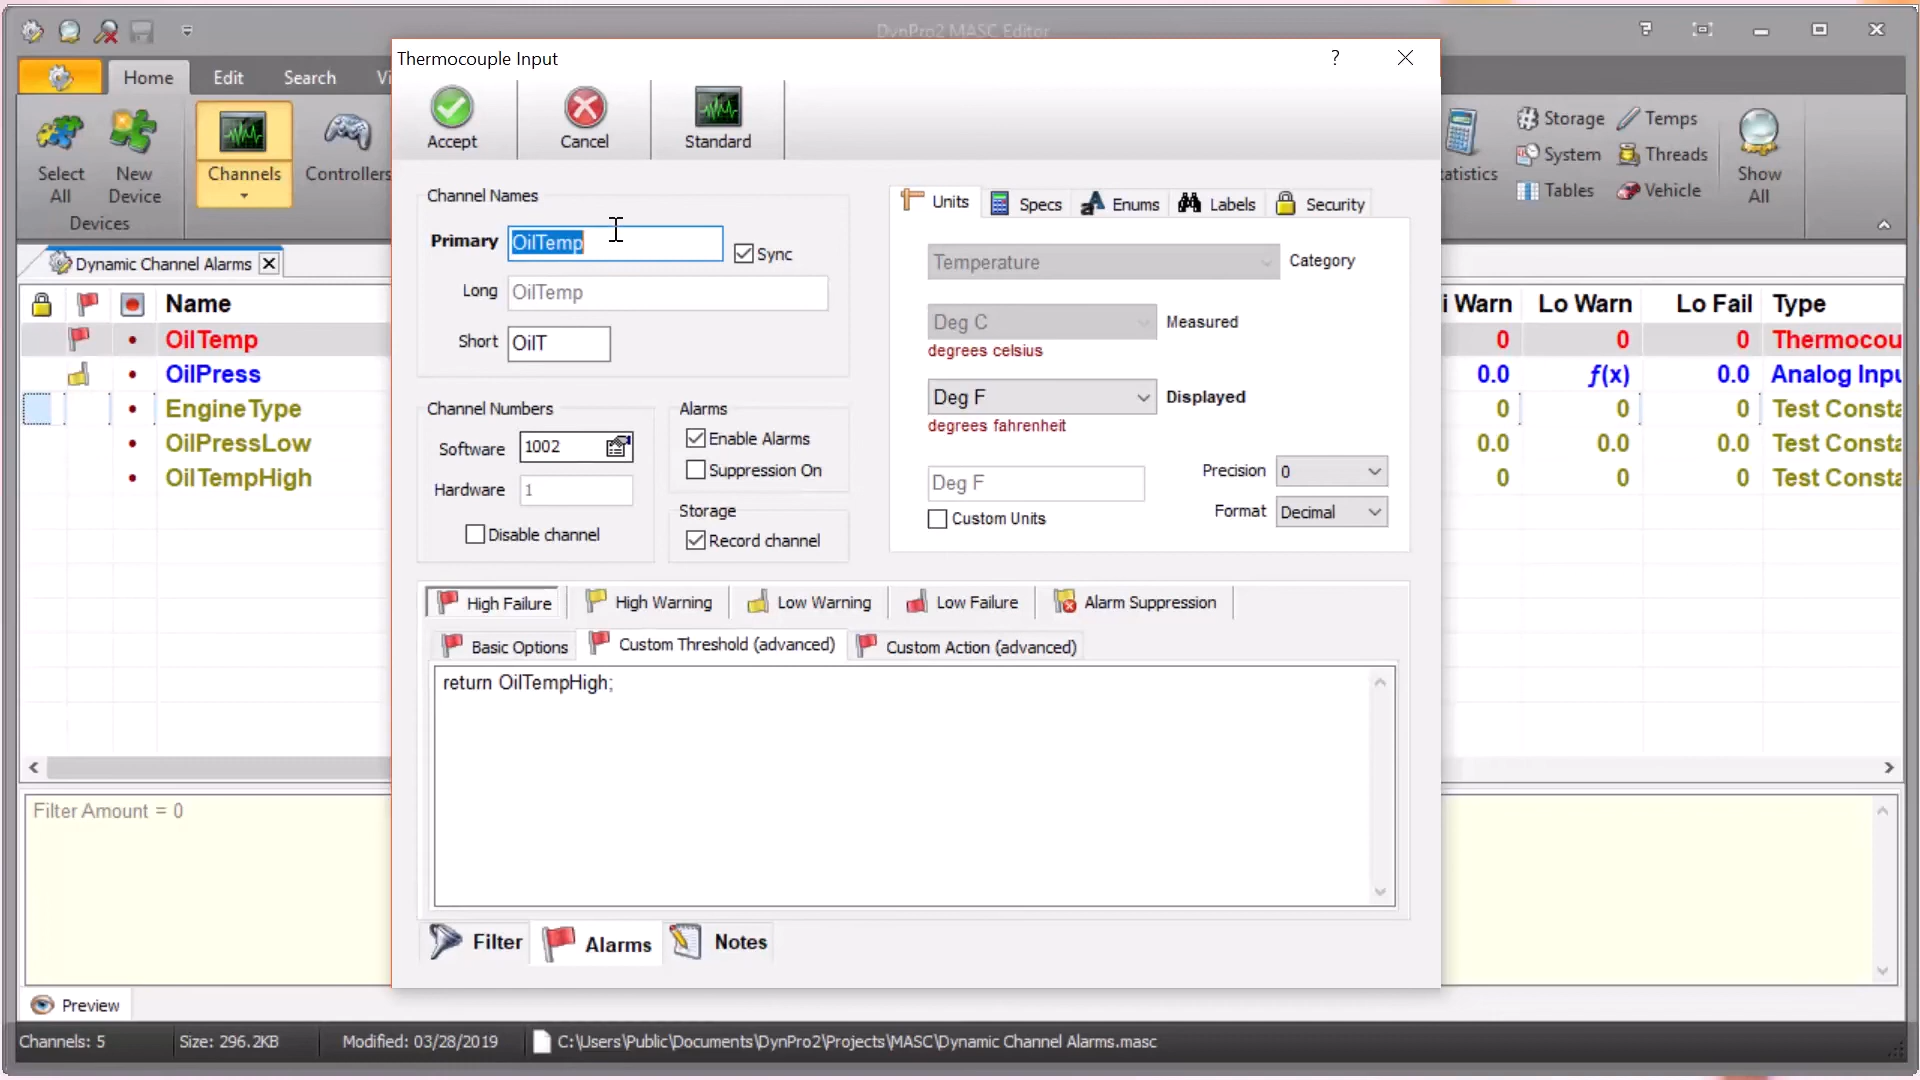 DynPro2 MASC Editor
Home Edit Search Vi
Select All
New Device
Devices
Channels
Controllers
atistics
Storage Temps
System Threads
Tables Vehicle
Show All
Dynamic Channel Alarms
Name
OilTemp
OilPress
EngineType
OilPressLow
OilTempHigh
i Warn Lo Warn Lo Fail Type
0 0 0 Thermocou
0.0 f(x) 0.0 Analog Inpu
0 0 0 Test Consta
0.0 0.0 0.0 Test Consta
0 0 0 Test Consta
Thermocouple Input
?
Accept Cancel Standard
Channel Names
Primary OilTemp Sync
Long OilTemp
Short OilT
Channel Numbers
Software 1002
Hardware 1
Disable channel
Alarms
Enable Alarms
Suppression On
Storage
Record channel
Units Specs Enums Labels Security
Temperature Category
Deg C Measured
degrees celsius
Deg F Displayed
degrees fahrenheit
Deg F
Custom Units
Precision 0
Format Decimal
High Failure High Warning Low Warning Low Failure Alarm Suppression
Basic Options Custom Threshold (advanced) Custom Action (advanced)
return OilTempHigh;
Filter Alarms Notes
Filter Amount = 0
Preview
Channels: 5 Size: 296.2KB Modified: 03/28/2019 C:\Users\Public\Documents\DynPro2\Projects\MASC\Dynamic Channel Alarms.masc